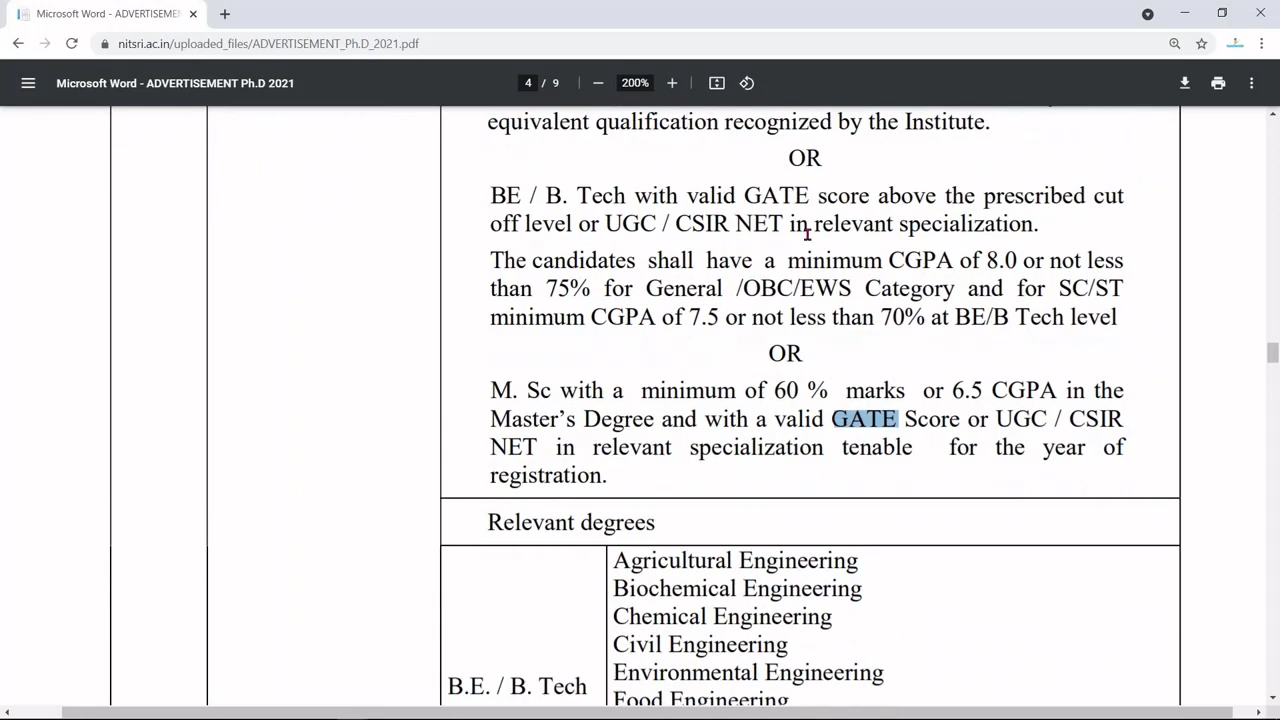 Microsoft Word - ADVERTISEMEN
nitsri.ac.in/uploaded_files/ADVERTISEMENT_Ph.D_2021.pdf
Microsoft Word - ADVERTISEMENT Ph.D 2021
4 / 9
200%
equivalent qualification recognized by the Institute.
OR
BE / B. Tech with valid GATE score above the prescribed cut
off level or UGC / CSIR NET in relevant specialization.
The candidates shall have a minimum CGPA of 8.0 or not less
than 75% for General /OBC/EWS Category and for SC/ST
minimum CGPA of 7.5 or not less than 70% at BE/B Tech level
OR
M. Sc with a minimum of 60 % marks or 6.5 CGPA in the
Master’s Degree and with a valid GATE Score or UGC / CSIR
NET in relevant specialization tenable for the year of
registration.
Relevant degrees
Agricultural Engineering
Biochemical Engineering
Chemical Engineering
Civil Engineering
Environmental Engineering
B.E. / B. Tech
Food Engineering